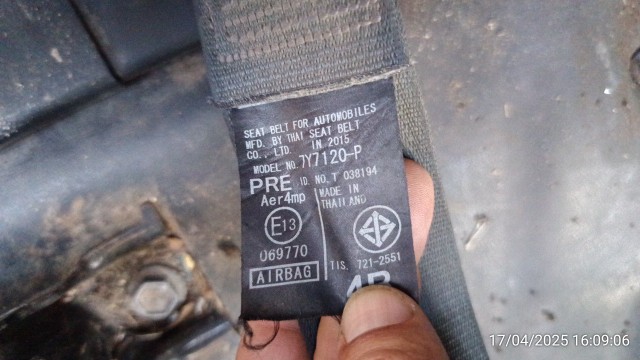 SEAT BELT FOR AUTOMOBILES
MFD. BY THAI SEAT BELT
CO., LTD. IN 2015
MODEL NO. 7Y7120-P
PRE ID. NO. T 038194
Aer4mp
MADE IN
THAILAND
E13
069770
AIRBAG
TIS. 721-2551
17/04/2025 16:09:06